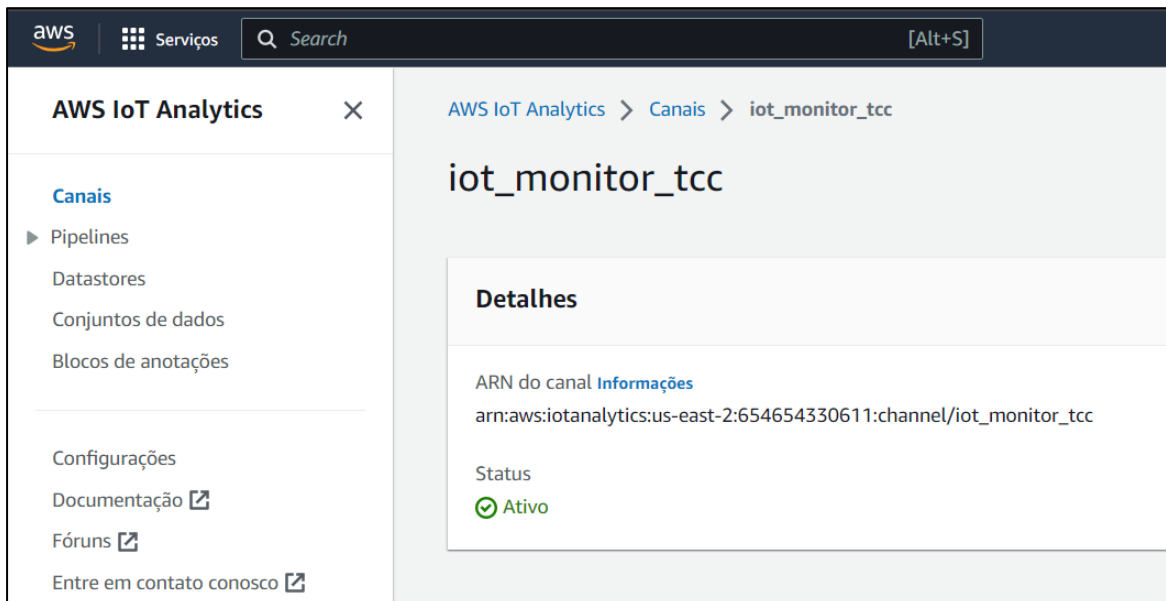 aws
Serviços
Search
[Alt+S]
AWS IoT Analytics
Canais
Pipelines
Datastores
Conjuntos de dados
Blocos de anotações
Configurações
Documentação
Fóruns
Entre em contato conosco
AWS IoT Analytics > Canais > iot_monitor_tcc
iot_monitor_tcc
Detalhes
ARN do canal Informações
arn:aws:iotanalytics:us-east-2:654654330611:channel/iot_monitor_tcc
Status
Ativo